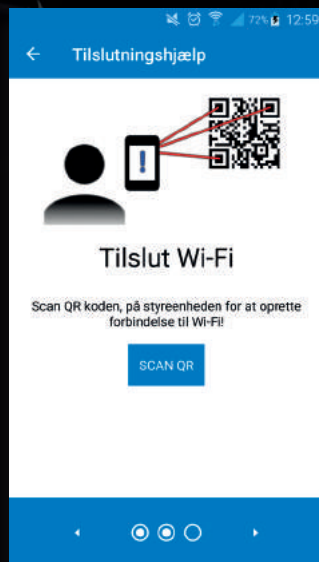 72% 12:59
Tilslutningshjælp
!
Tilslut Wi-Fi
Scan QR koden, på styreenheden for at oprette
forbindelse til Wi-Fi!
SCAN QR